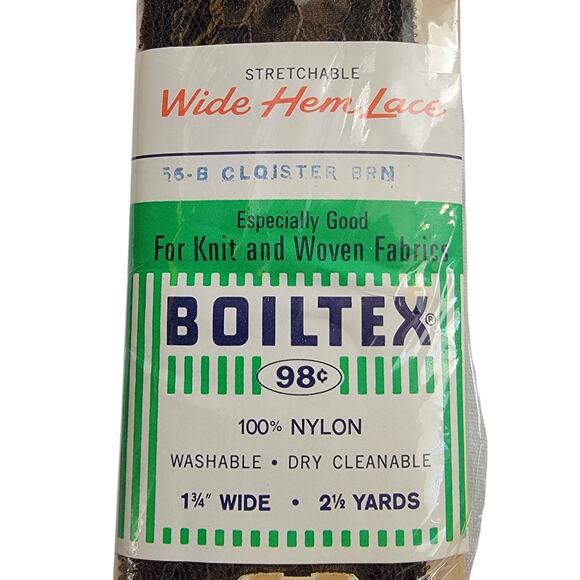 STRETCHABLE
Wide Hem Lace
56-B CLOISTER BRN
Especially Good
For Knit and Woven Fabrics
BOILTEX®
98¢
100% NYLON
WASHABLE • DRY CLEANABLE
1¾" WIDE • 2½ YARDS